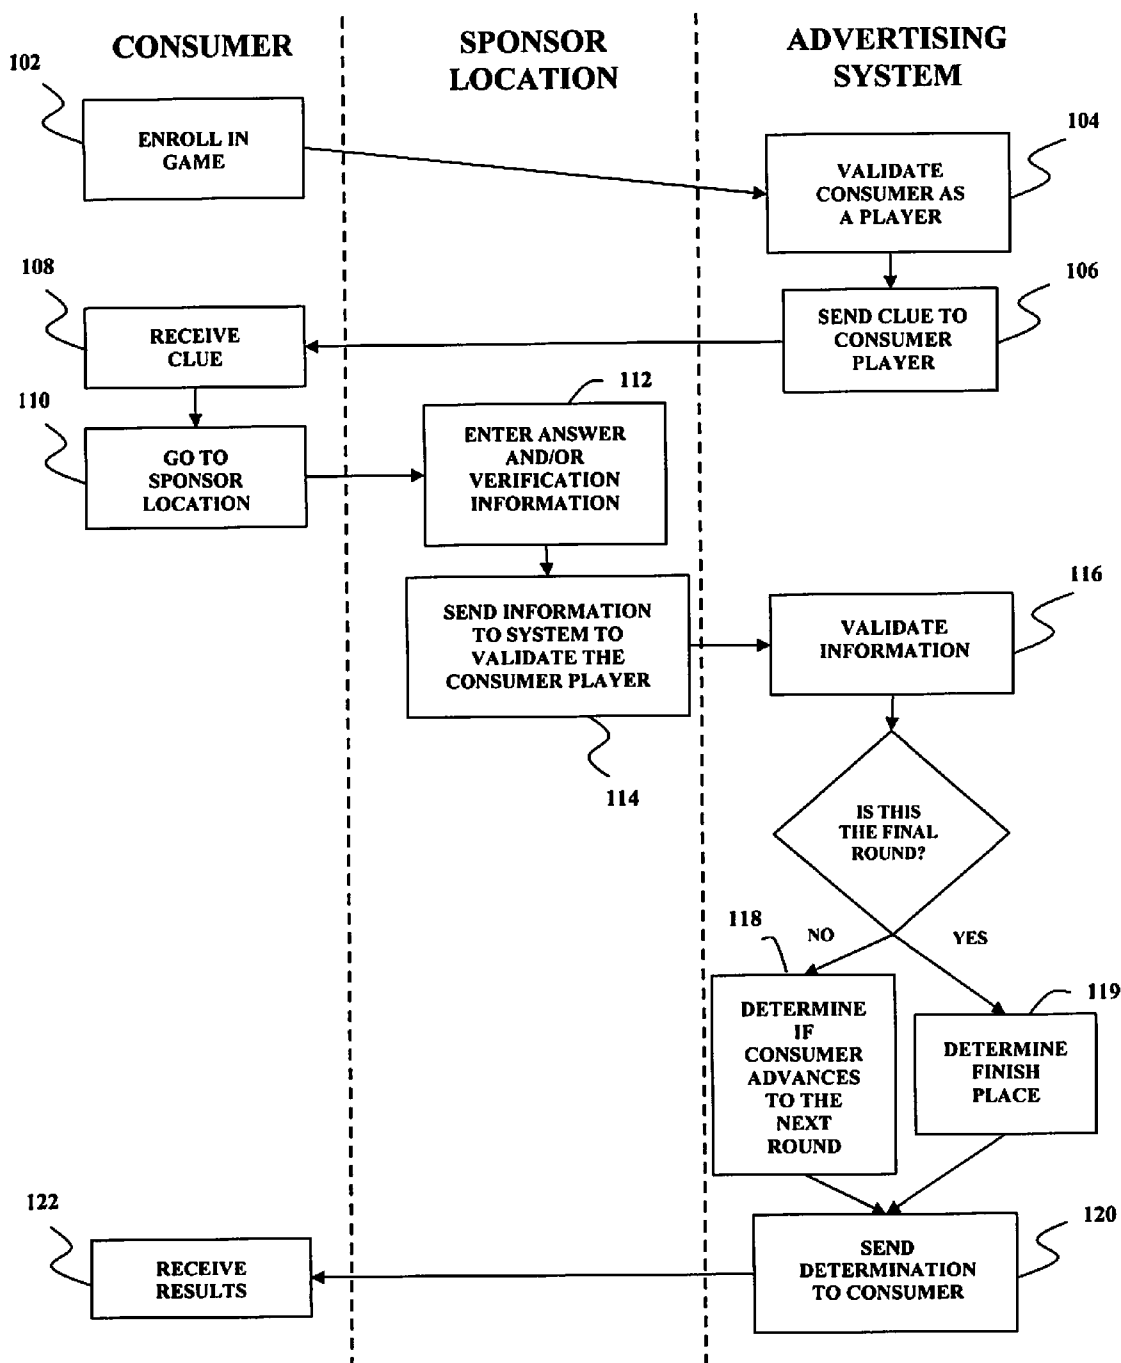 CONSUMER
SPONSOR
LOCATION
ADVERTISING
SYSTEM
102
ENROLL IN
GAME
104
VALIDATE
CONSUMER AS
A PLAYER
108
RECEIVE
CLUE
106
SEND CLUE TO
CONSUMER
PLAYER
110
GO TO
SPONSOR
LOCATION
112
ENTER ANSWER
AND/OR
VERIFICATION
INFORMATION
SEND INFORMATION
TO SYSTEM TO
VALIDATE THE
CONSUMER PLAYER
114
116
VALIDATE
INFORMATION
IS THIS
THE FINAL
ROUND?
118
NO
YES
DETERMINE
IF
CONSUMER
ADVANCES
TO THE
NEXT
ROUND
119
DETERMINE
FINISH
PLACE
122
RECEIVE
RESULTS
120
SEND
DETERMINATION
TO CONSUMER